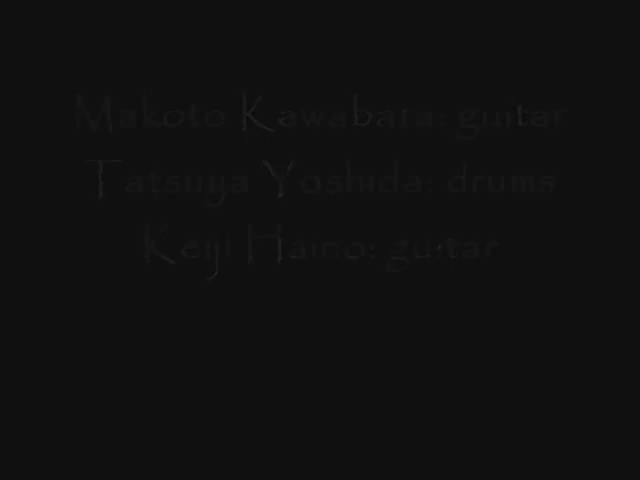 Makoto Kawabata: guitar
Tatsuya Yoshida: drums
Keiji Haino: guitar